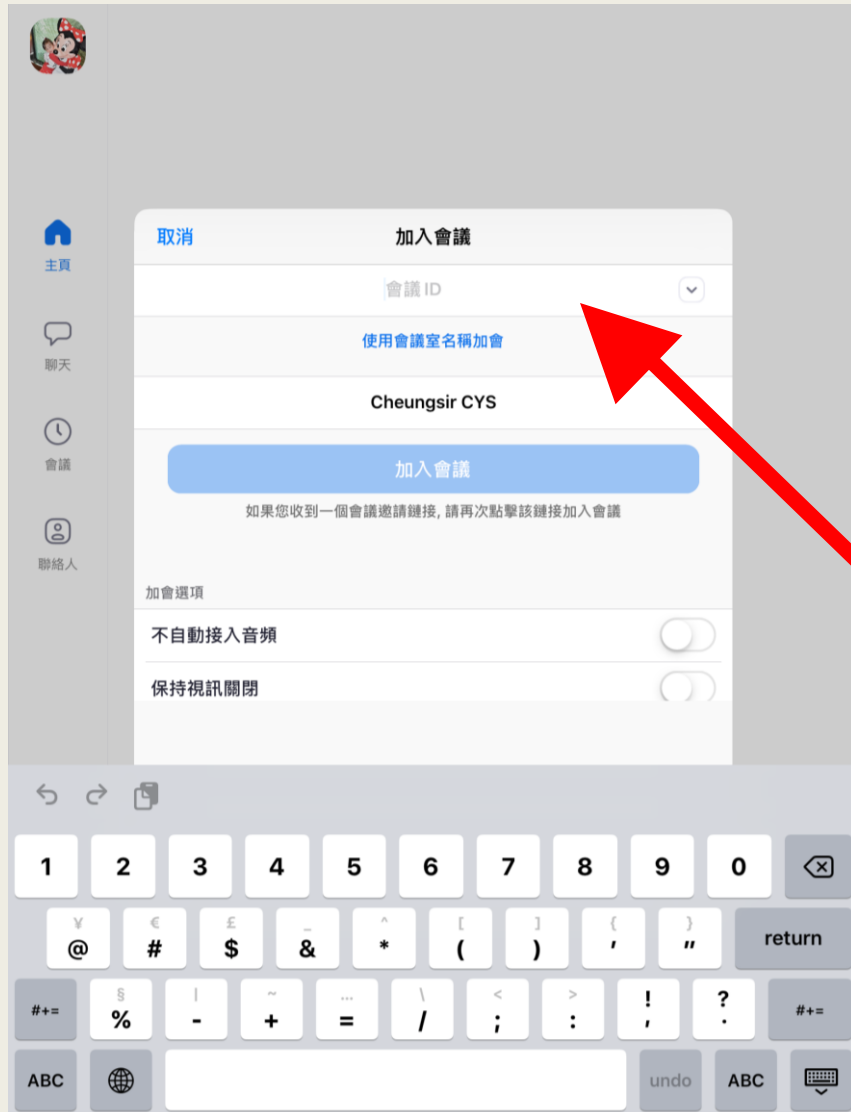 取消 加入會議
會議 ID
使用會議室名稱加會
Cheungsir CYS
加入會議
如果您收到一個會議邀請鏈接, 請再次點擊該鏈接加入會議
加會選項
不自動接入音頻
保持視訊關閉
主頁
聊天
會議
聯絡人
1 2 3 4 5 6 7 8 9 0
¥ € £ _ ^ [ ] { }
@ # $ & * ( ) ' " return
§ | ~ ... \ < > ! ?
#+= % - + = / ; : , . #+=
ABC undo ABC